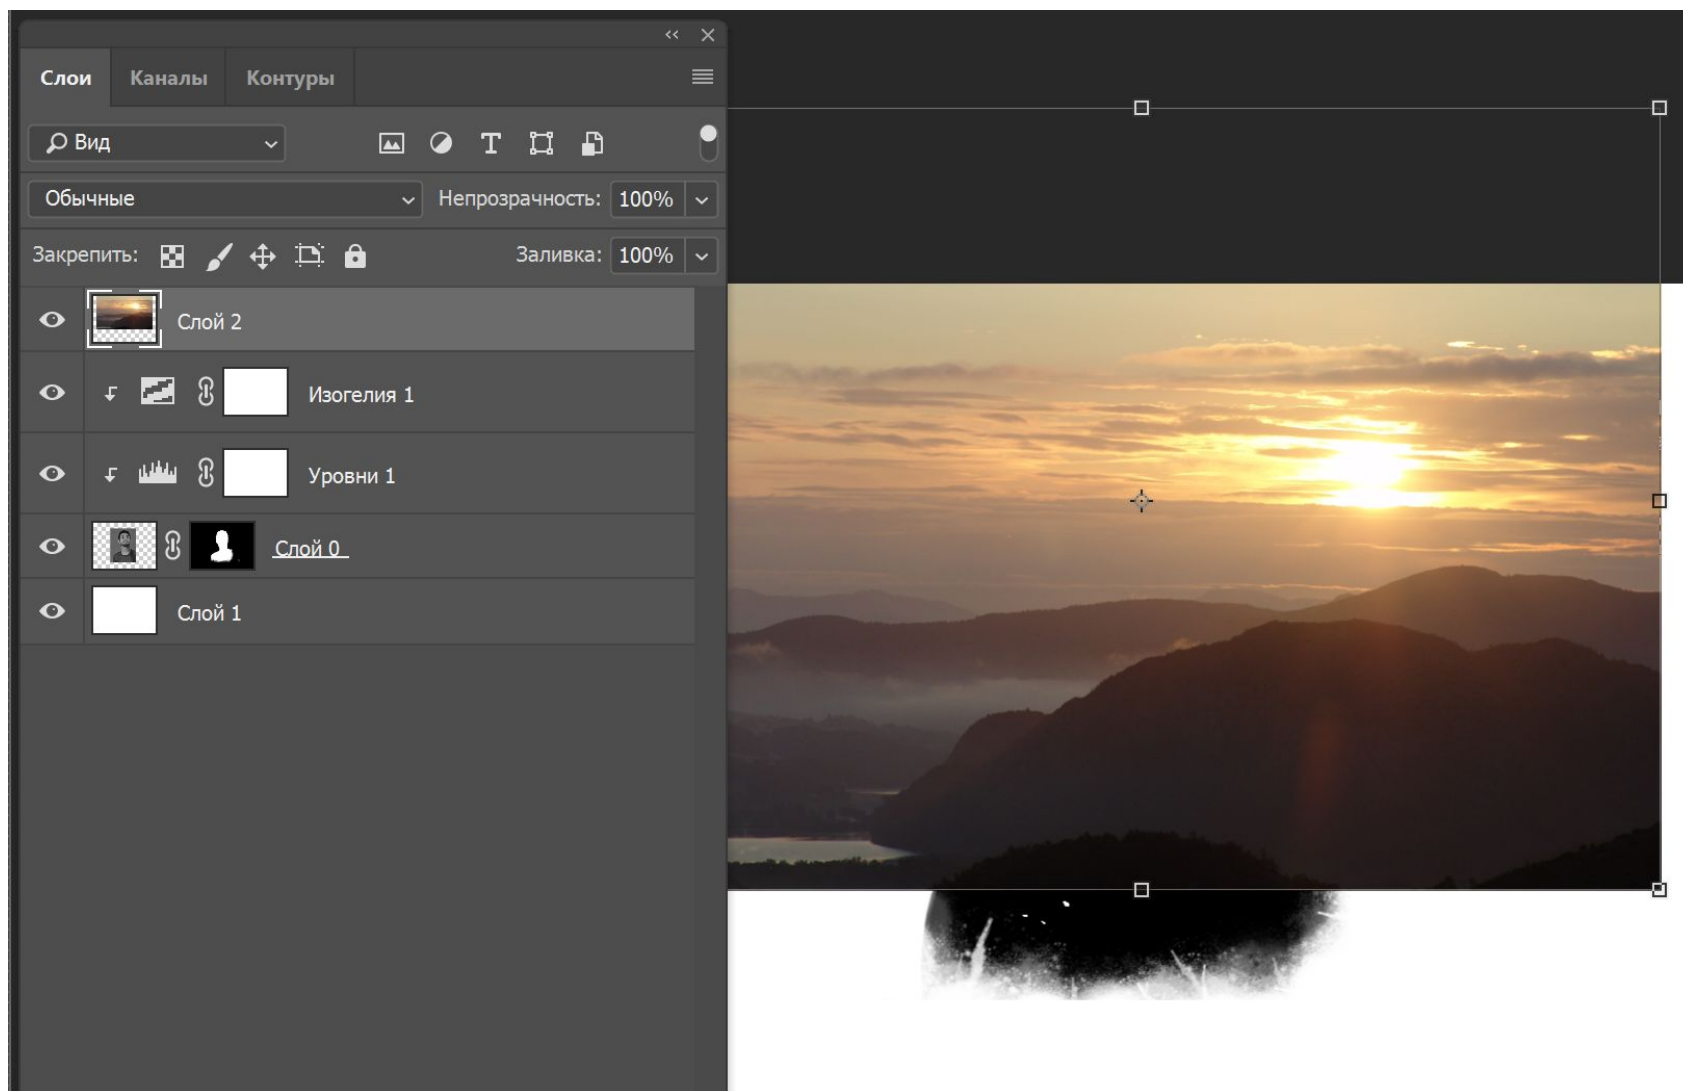 Слои Каналы Контуры
Вид
Обычные Непрозрачность: 100%
Закрепить: Заливка: 100%
Слой 2
Изогелия 1
Уровни 1
Слой 0
Слой 1